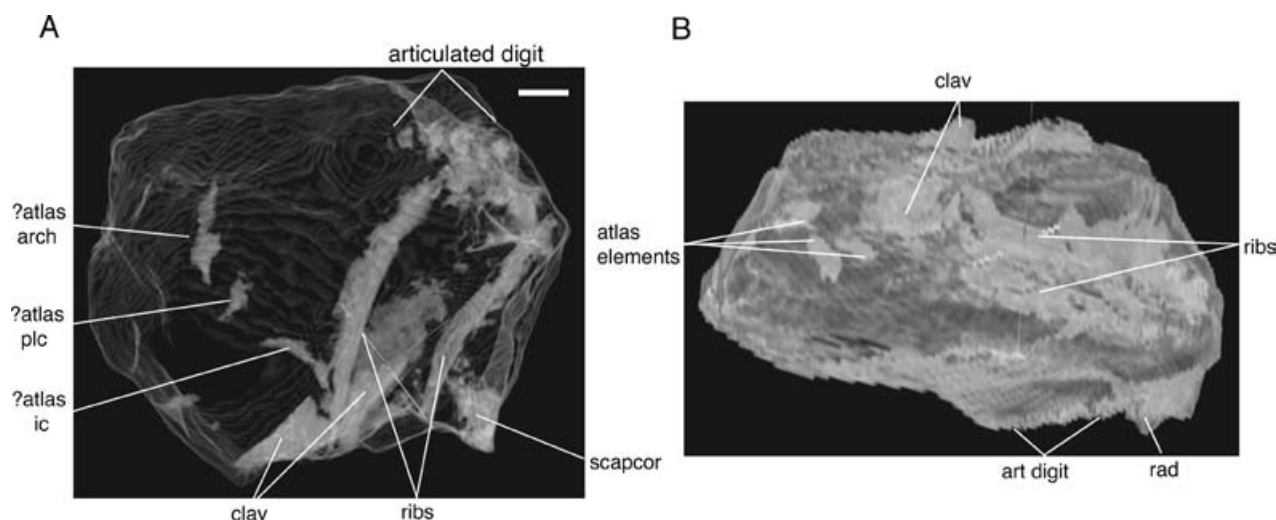 A
articulated digit
?atlas
arch
?atlas
plc
?atlas
ic
clav
ribs
scapcor
B
clav
atlas
elements
ribs
art digit
rad